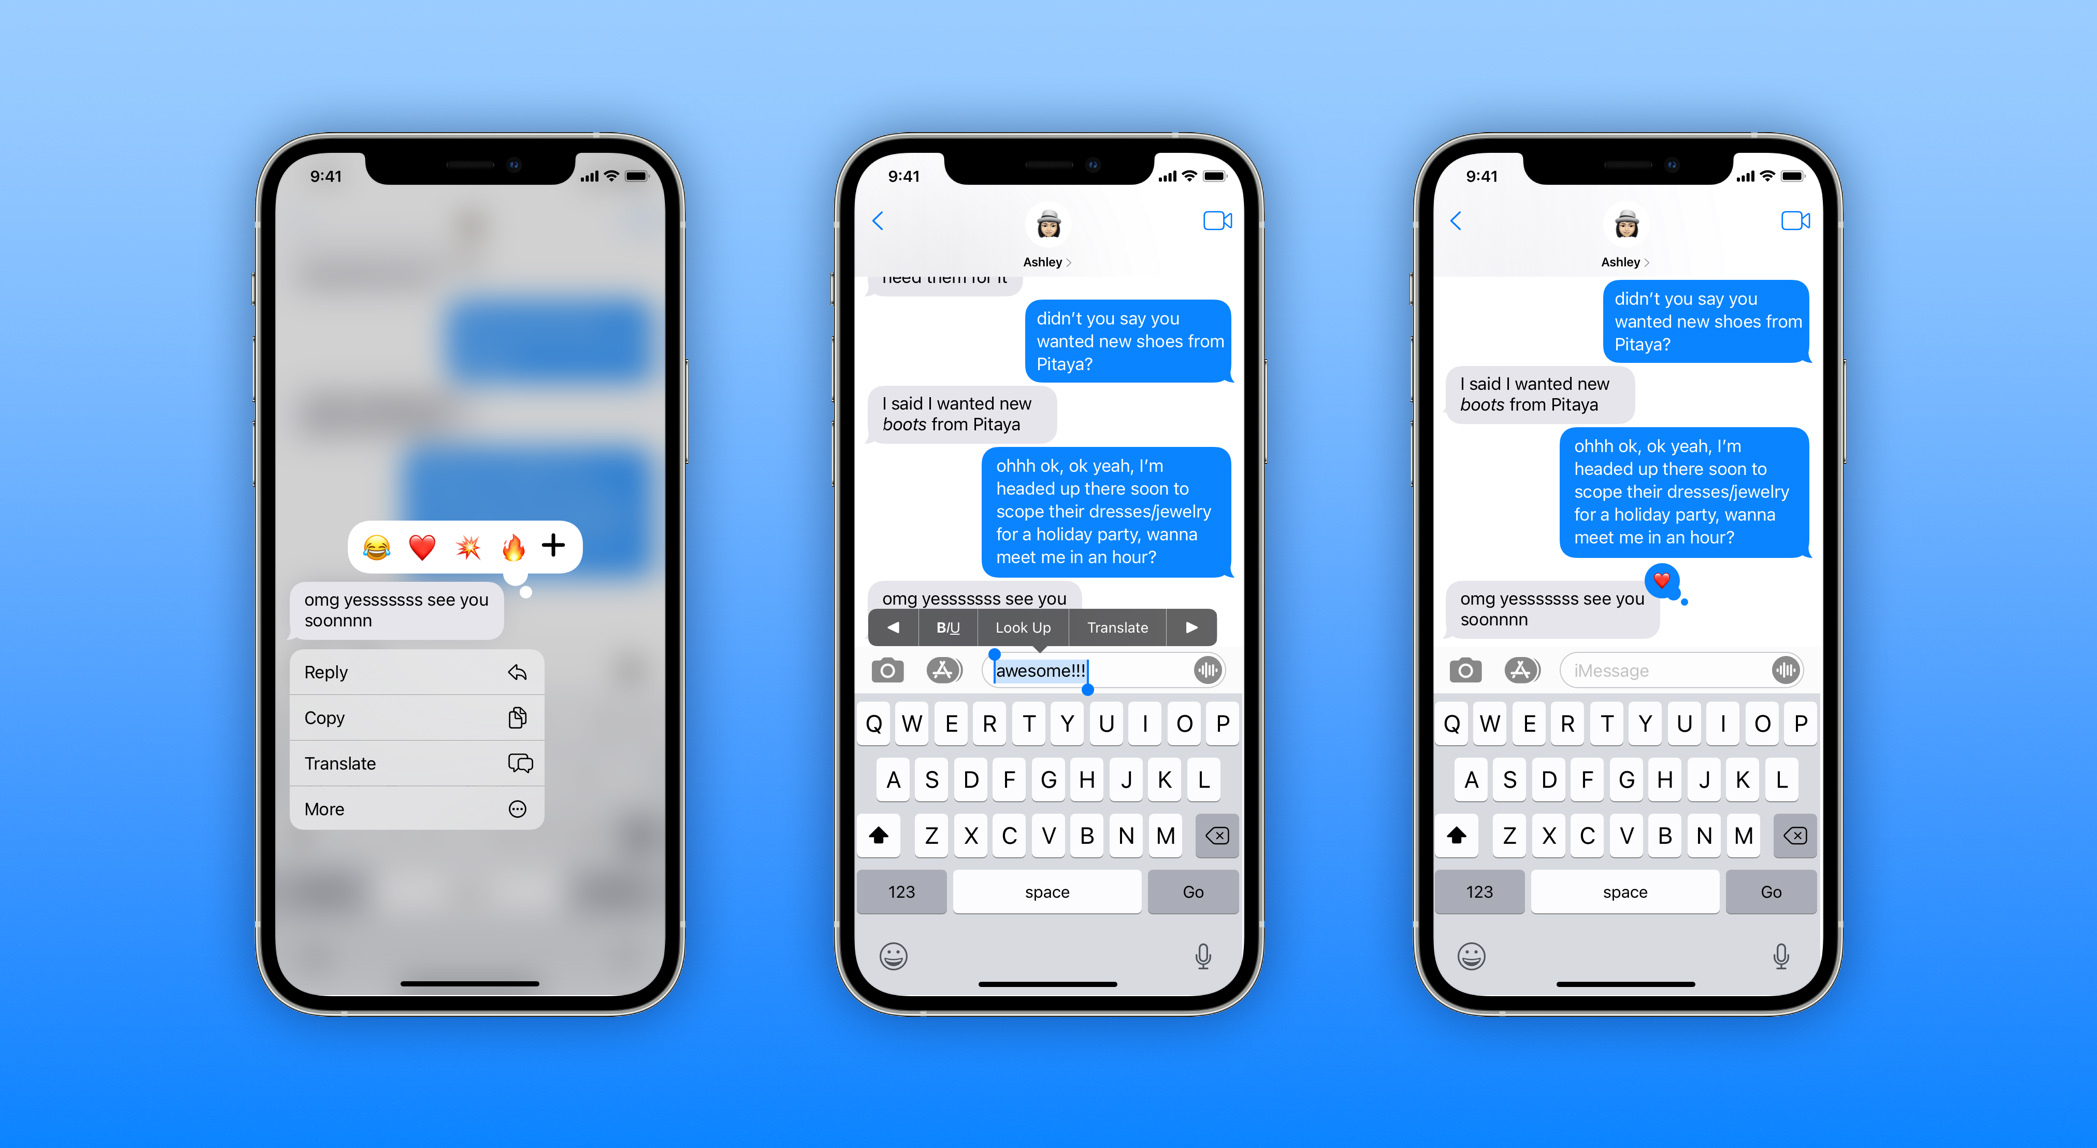 9:41
omg yesssssss see you
soonnnn
Reply
Copy
Translate
More
9:41
Ashley
need them for it
didn't you say you
wanted new shoes from
Pitaya?
I said I wanted new
boots from Pitaya
ohhh ok, ok yeah, I'm
headed up there soon to
scope their dresses/jewelry
for a holiday party, wanna
meet me in an hour?
omg yesssssss see you
BIU
Look Up
Translate
awesome!!!
Q W E R T Y U I O P
A S D F G H J K L
Z X C V B N M
123
space
Go
9:41
Ashley
didn't you say you
wanted new shoes from
Pitaya?
I said I wanted new
boots from Pitaya
ohhh ok, ok yeah, I'm
headed up there soon to
scope their dresses/jewelry
for a holiday party, wanna
meet me in an hour?
omg yesssssss see you
soonnnn
iMessage
Q W E R T Y U I O P
A S D F G H J K L
Z X C V B N M
123
space
Go